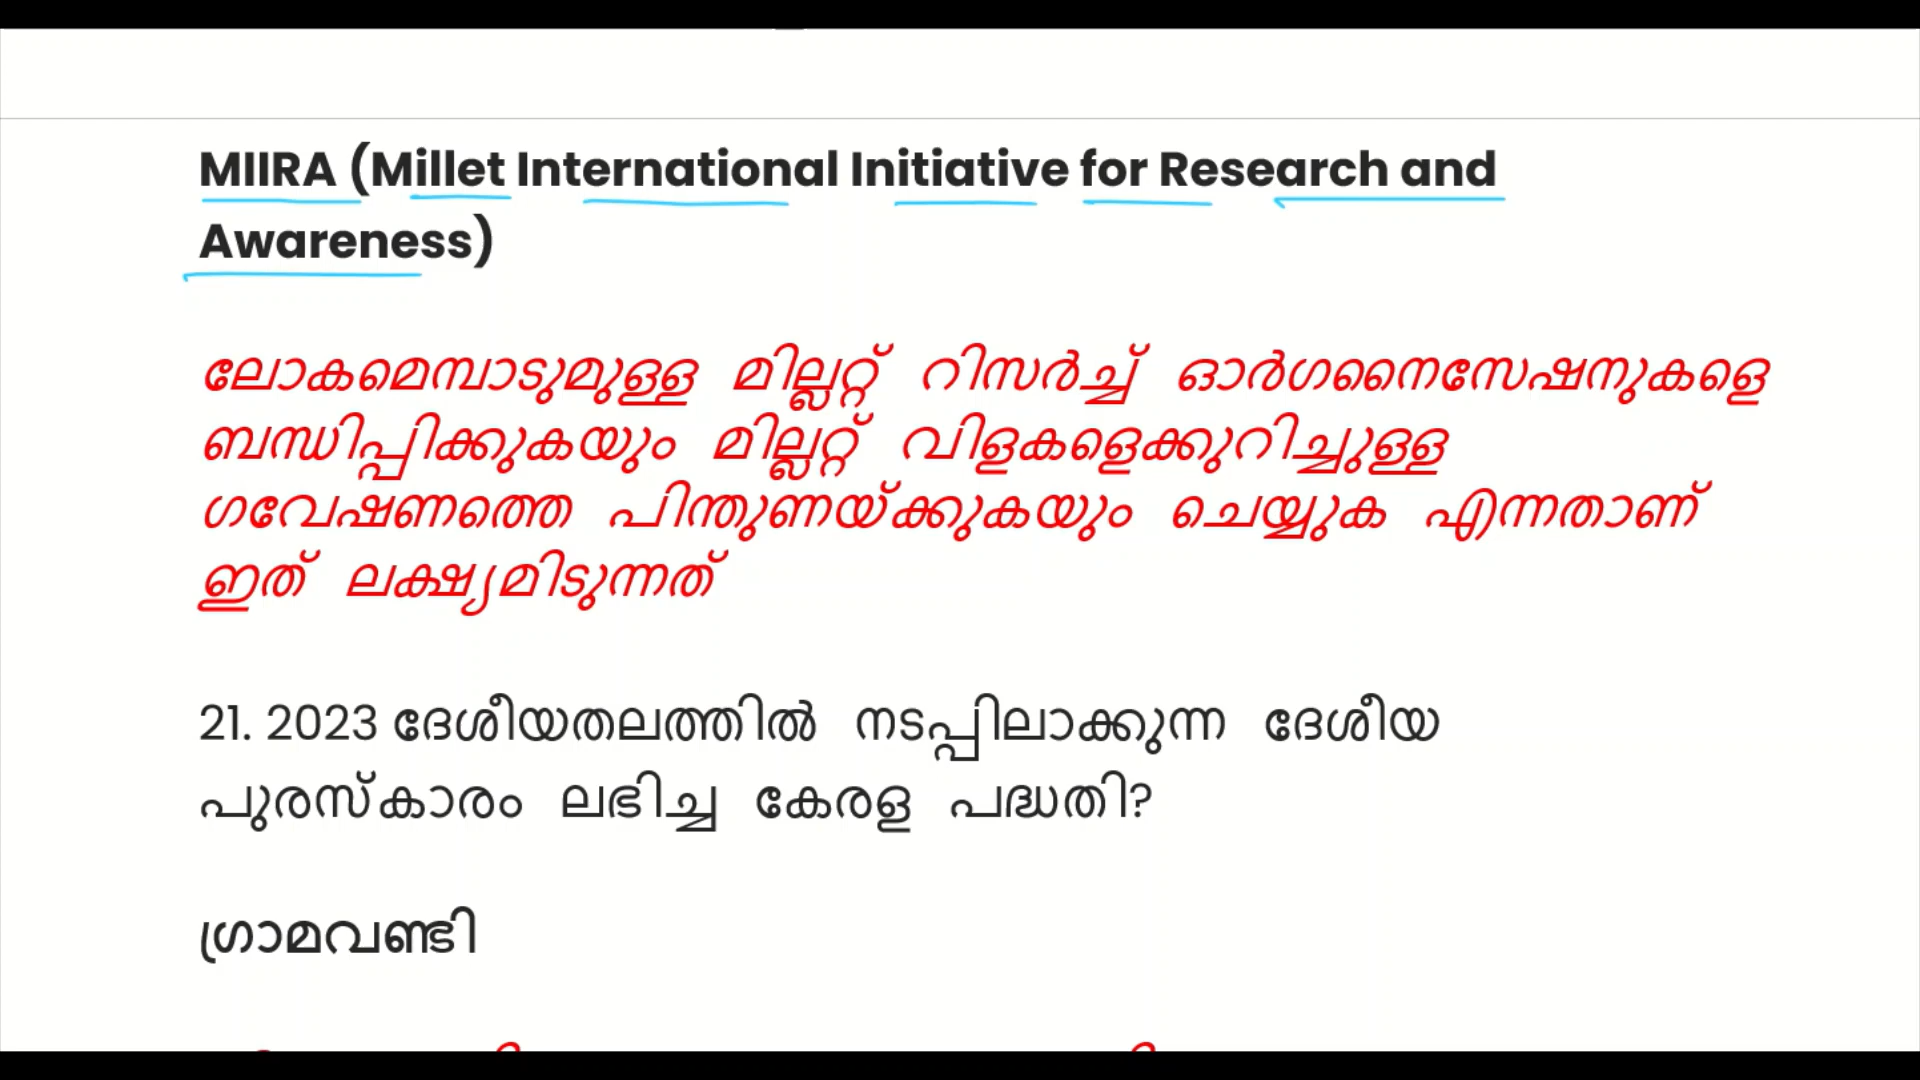 MIIRA (Millet International Initiative for Research and
Awareness)
ലോകമെമ്പാടുമുള്ള മില്ലറ്റ് റിസർച്ച് ഓർഗനൈസേഷനുകളെ
ബന്ധിപ്പിക്കുകയും മില്ലറ്റ് വിളകളെക്കുറിച്ചുള്ള
ഗവേഷണത്തെ പിന്തുണയ്ക്കുകയും ചെയ്യുക എന്നതാണ്
ഇത് ലക്ഷ്യമിടുന്നത്
21. 2023 ദേശീയതലത്തിൽ നടപ്പിലാക്കുന്ന ദേശീയ
പുരസ്കാരം ലഭിച്ച കേരള പദ്ധതി?
ഗ്രാമവണ്ടി